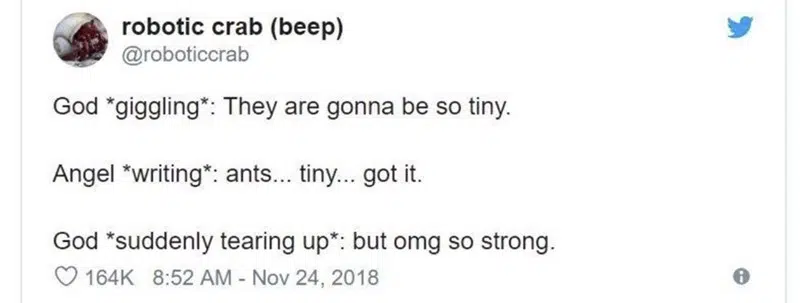 robotic crab (beep)
@roboticcrab
God *giggling*: They are gonna be so tiny.
Angel *writing*: ants... tiny... got it.
God *suddenly tearing up*: but omg so strong.
164K 8:52 AM - Nov 24, 2018